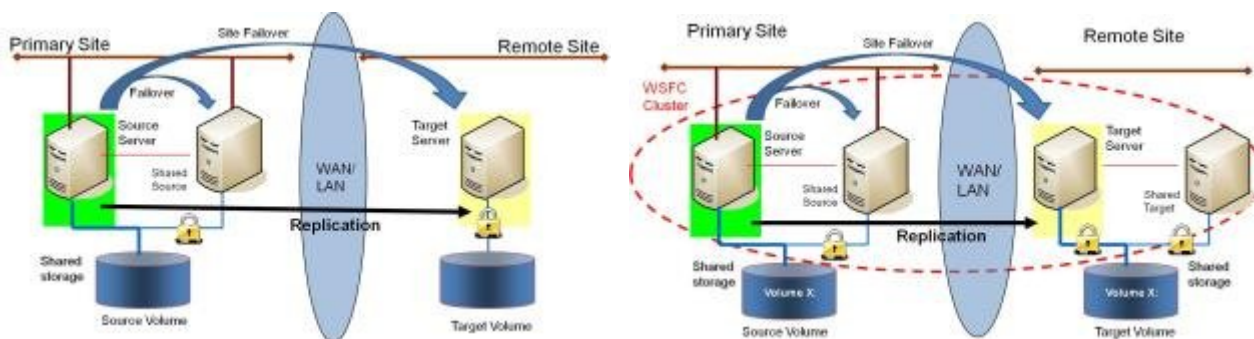 Site Failover
Primary Site
Remote Site
Failover
Source
Server
Target
Server
Shared
Source
WAN/
LAN
Replication
Shared
storage
Source Volume
Target Volume
Primary Site
Site Failover
Remote Site
WSFC
Cluster
Failover
Source
Server
Target
Server
Shared
Source
WAN/
LAN
Shared
Target
Replication
Shared
storage
Shared
storage
Volume X:
Volume X:
Source Volume
Target Volume